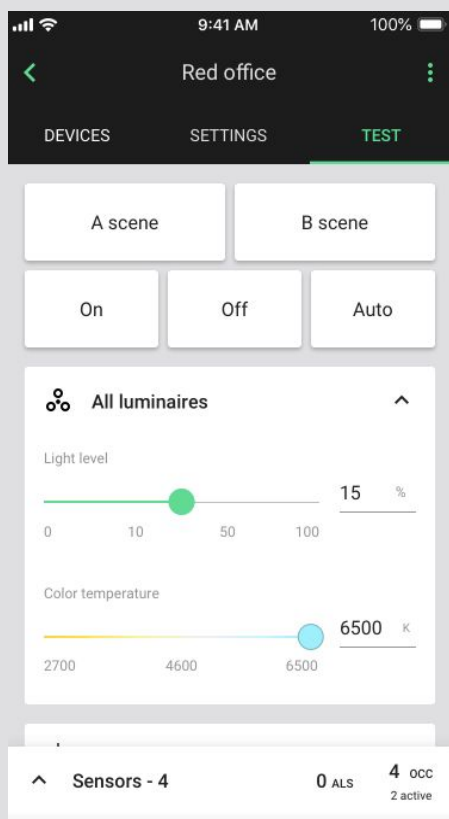 9:41 AM 100%
Red office
DEVICES SETTINGS TEST
A scene B scene
On Off Auto
All luminaires
Light level
15 %
0 10 50 100
Color temperature
6500 K
2700 4600 6500
Sensors - 4 0 ALS 4 OCC
2 active